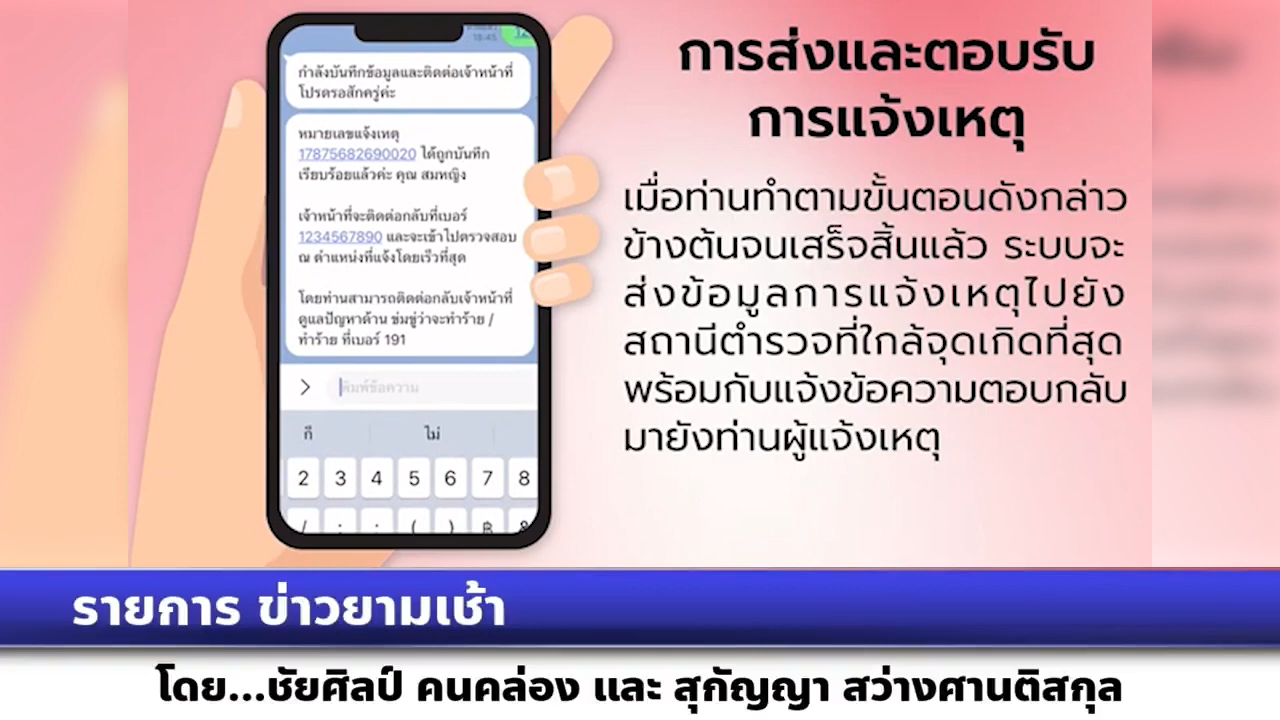 กำลังบันทึกข้อมูลและติดต่อเจ้าหน้าที่
โปรดรอสักครู่ค่ะ
หมายเลขแจ้งเหตุ
17875682690020 ได้ถูกบันทึก
เรียบร้อยแล้วค่ะ คุณ สมหญิง
เจ้าหน้าที่จะติดต่อกลับที่เบอร์
1234567890 และจะเข้าไปตรวจสอบ
ณ ตำแหน่งที่แจ้งโดยเร็วที่สุด
โดยท่านสามารถติดต่อกลับเจ้าหน้าที่
ดูแลปัญหาด้าน ข่มขู่ว่าจะทำร้าย /
ทำร้าย ที่เบอร์ 191
พิมพ์ข้อความ
ก็ ไม่
2 3 4 5 6 7 8
/ : ; ( ) ฿ &
การส่งและตอบรับ
การแจ้งเหตุ
เมื่อท่านทำตามขั้นตอนดังกล่าว
ข้างต้นจนเสร็จสิ้นแล้ว ระบบจะ
ส่งข้อมูลการแจ้งเหตุไปยัง
สถานีตำรวจที่ใกล้จุดเกิดที่สุด
พร้อมกับแจ้งข้อความตอบกลับ
มายังท่านผู้แจ้งเหตุ
รายการ ข่าวยามเช้า
โดย...ชัยศิลป์ คนคล่อง และ สุกัญญา สว่างศานติสกุล